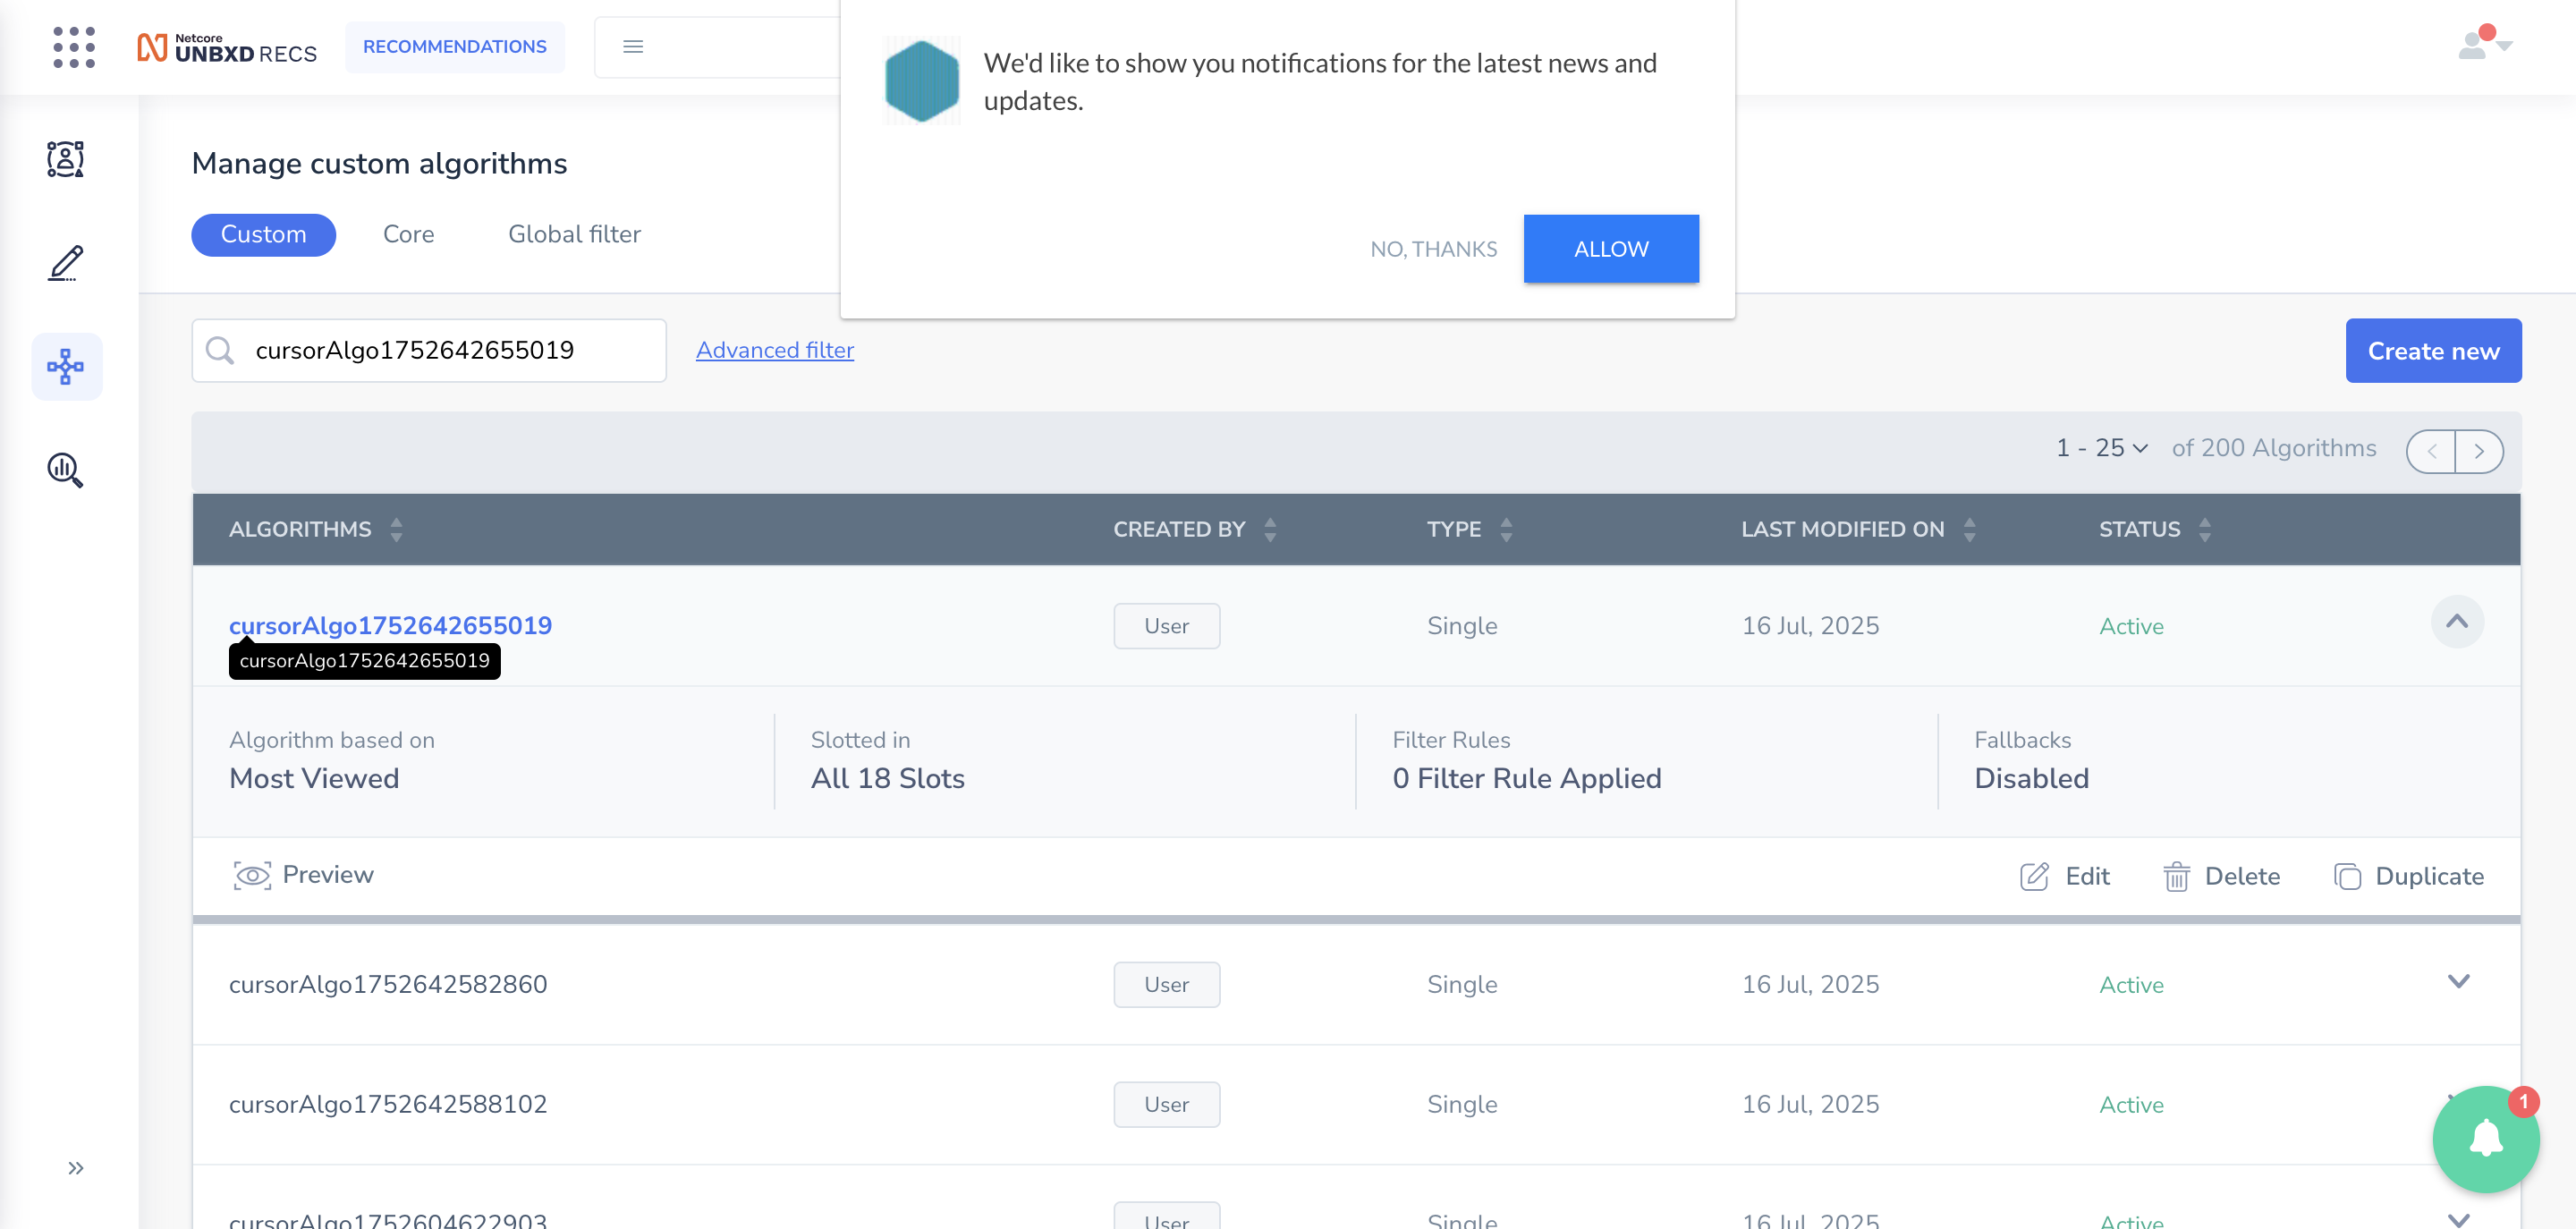 Netcore
UNBXD RECS
RECOMMENDATIONS
We'd like to show you notifications for the latest news and
updates.
NO, THANKS
ALLOW
Manage custom algorithms
Custom
Core
Global filter
cursorAlgo1752642655019
Advanced filter
Create new
1 - 25
of 200 Algorithms
ALGORITHMS
CREATED BY
TYPE
LAST MODIFIED ON
STATUS
cursorAlgo1752642655019
User
Single
16 Jul, 2025
Active
cursorAlgo1752642655019
Algorithm based on
Most Viewed
Slotted in
All 18 Slots
Filter Rules
0 Filter Rule Applied
Fallbacks
Disabled
Preview
Edit
Delete
Duplicate
cursorAlgo1752642582860
User
Single
16 Jul, 2025
Active
cursorAlgo1752642588102
User
Single
16 Jul, 2025
Active
1
cursorAlgo1752604622903
User
Single
16 Jul, 2025
Active